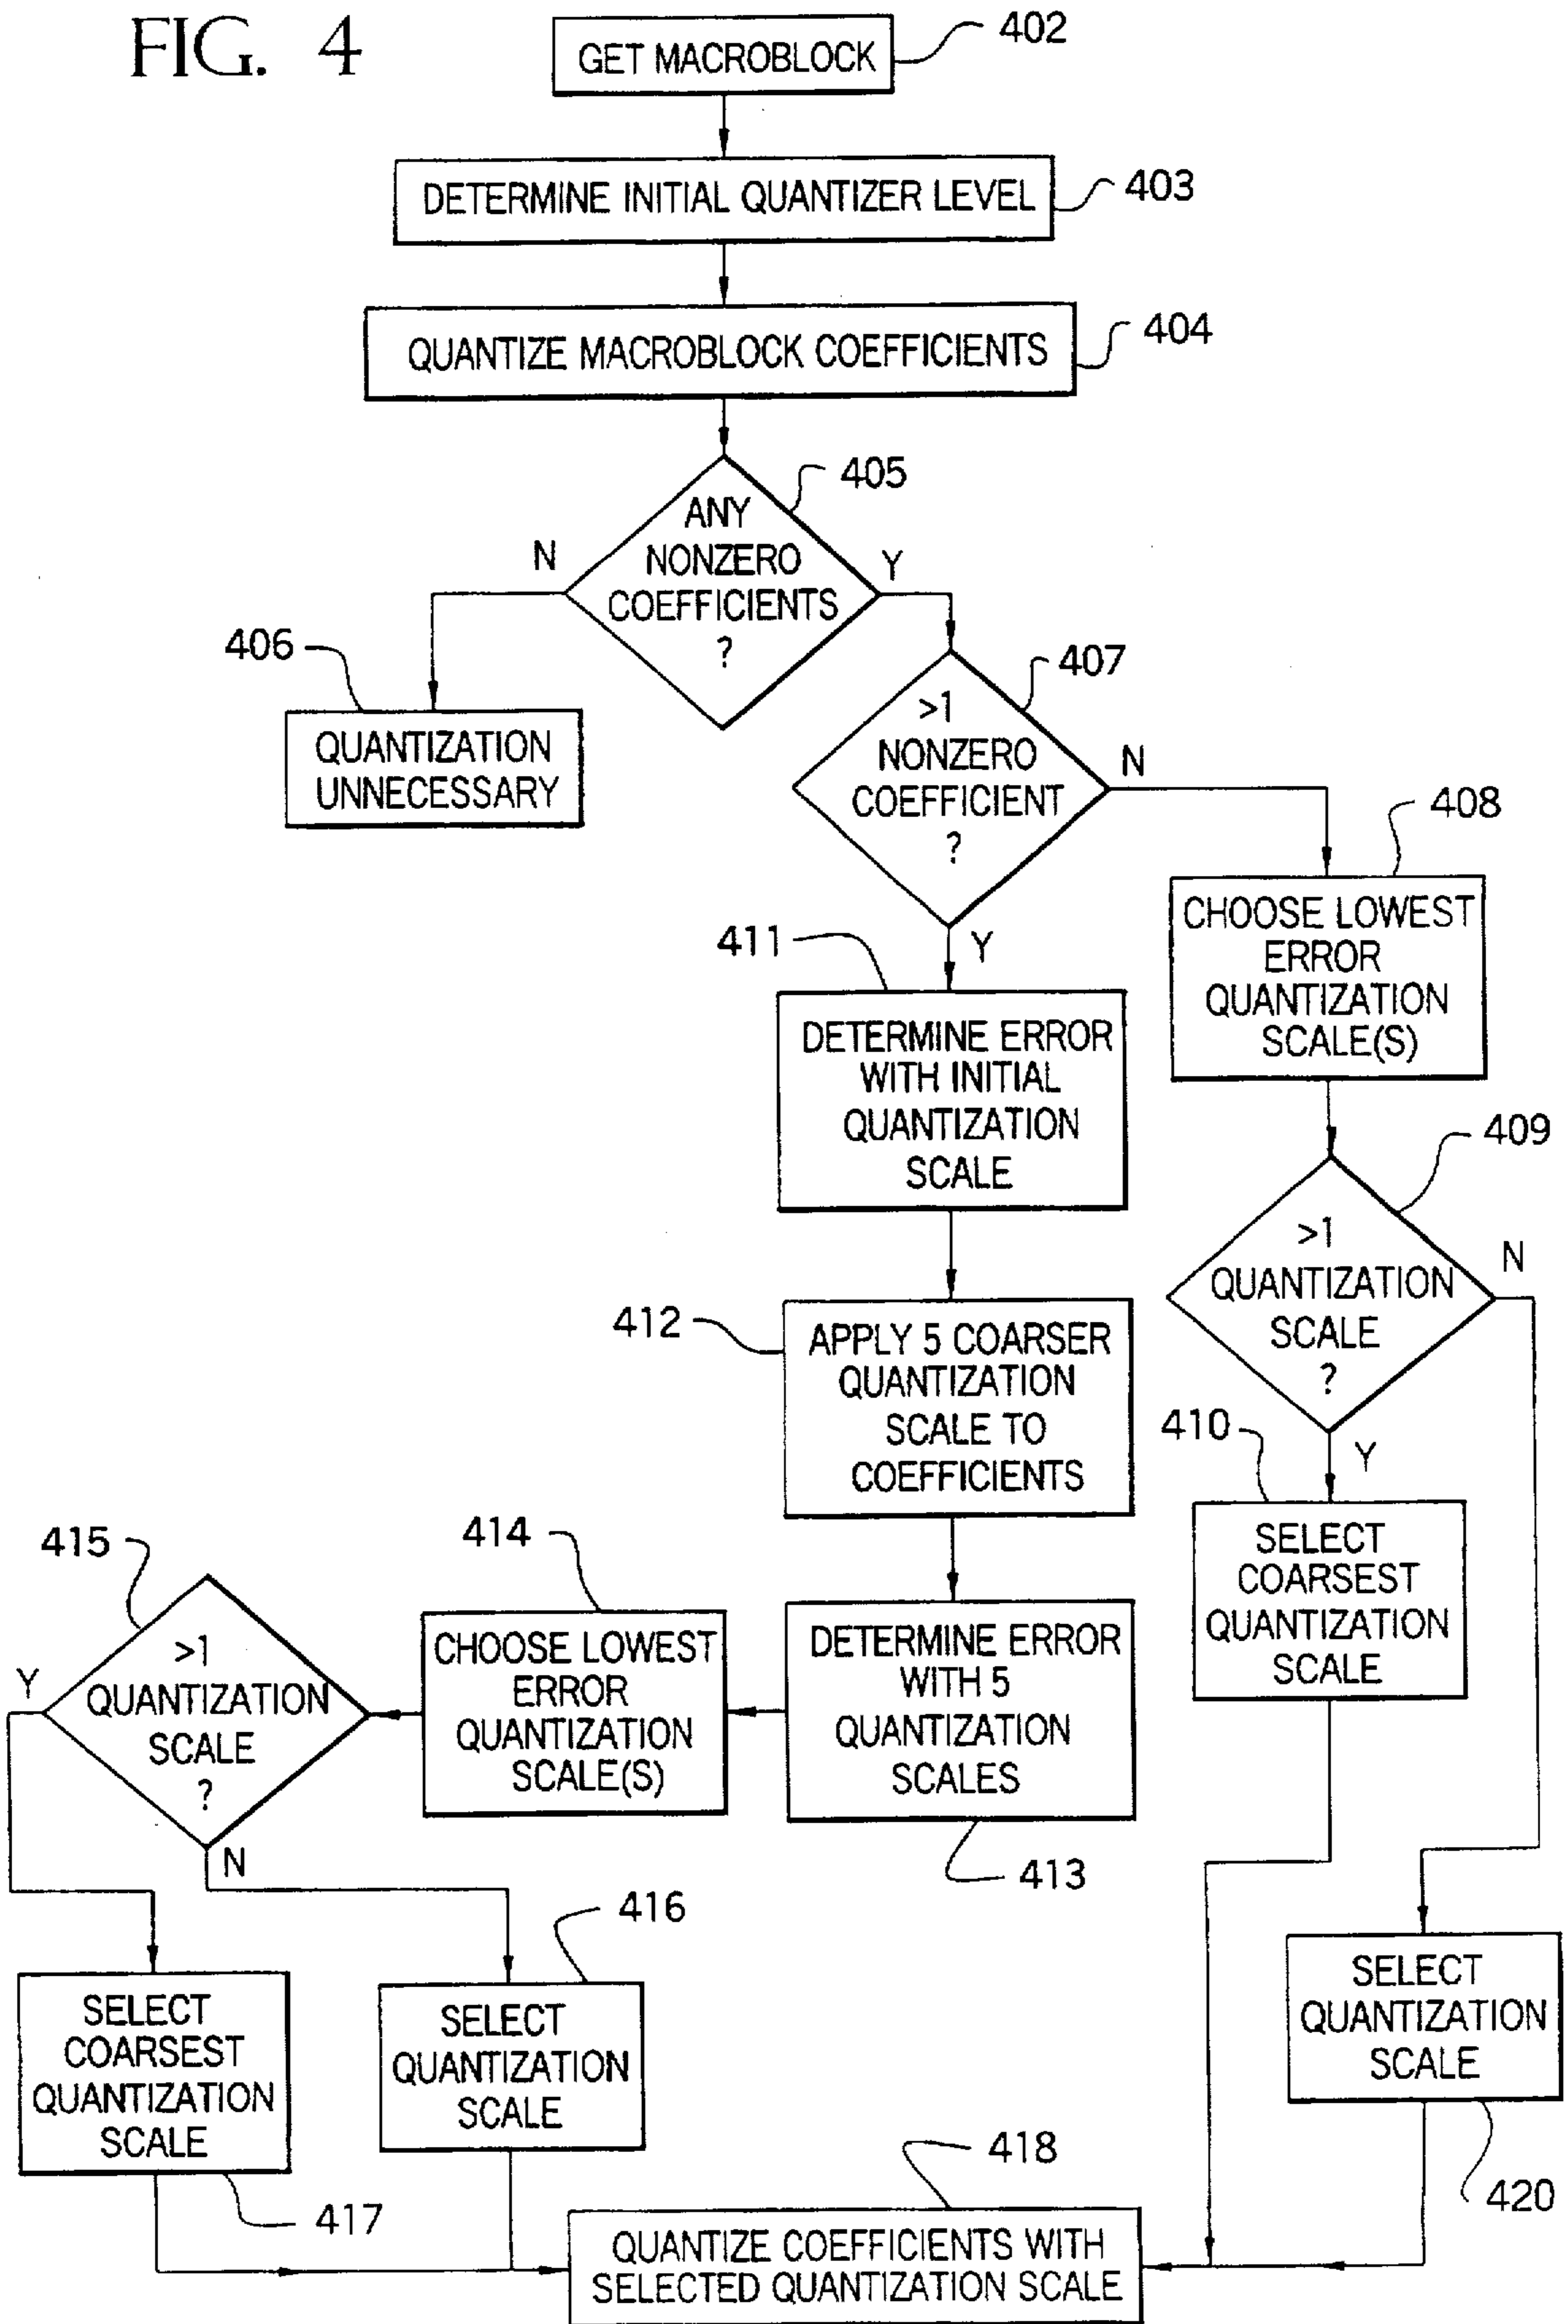 FIG. 4
GET MACROBLOCK
402
DETERMINE INITIAL QUANTIZER LEVEL
403
QUANTIZE MACROBLOCK COEFFICIENTS
404
405
ANY
NONZERO
COEFFICIENTS
?
N
Y
406
QUANTIZATION
UNNECESSARY
407
>1
NONZERO
COEFFICIENT
?
N
Y
408
CHOOSE LOWEST
ERROR
QUANTIZATION
SCALE(S)
411
DETERMINE ERROR
WITH INITIAL
QUANTIZATION
SCALE
409
>1
QUANTIZATION
SCALE
?
N
Y
412
APPLY 5 COARSER
QUANTIZATION
SCALE TO
COEFFICIENTS
410
SELECT
COARSEST
QUANTIZATION
SCALE
415
>1
QUANTIZATION
SCALE
?
Y
N
414
CHOOSE LOWEST
ERROR
QUANTIZATION
SCALE(S)
DETERMINE ERROR
WITH 5
QUANTIZATION
SCALES
413
416
SELECT
COARSEST
QUANTIZATION
SCALE
417
SELECT
QUANTIZATION
SCALE
SELECT
QUANTIZATION
SCALE
420
418
QUANTIZE COEFFICIENTS WITH
SELECTED QUANTIZATION SCALE